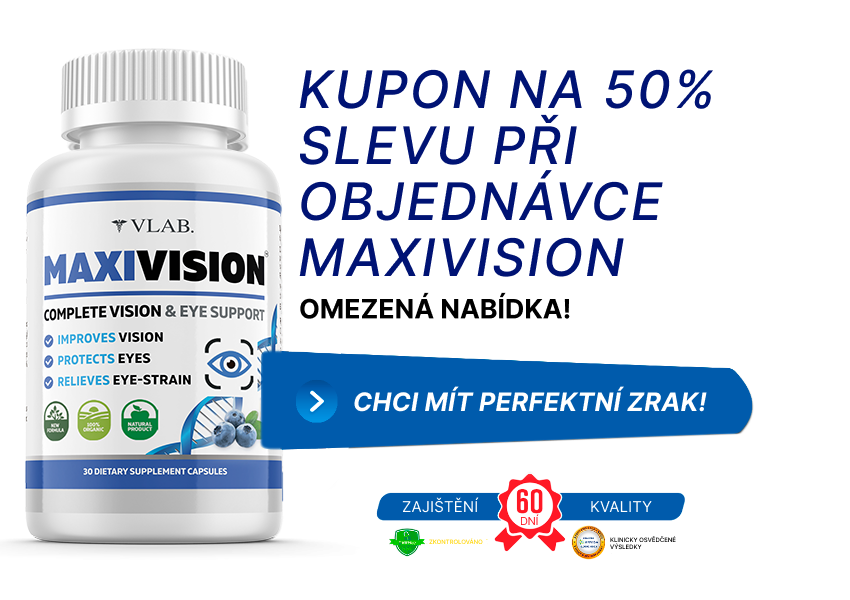 KUPON NA 50%
SLEVU PŘI
OBJEDNÁVCE
MAXIVISION
OMEZENÁ NABÍDKA!
VLAB.
MAXIVISION
COMPLETE VISION & EYE SUPPORT
IMPROVES VISION
PROTECTS EYES
RELIEVES EYE-STRAIN
NEW
FORMULA
100%
ORGANIC
NATURAL
PRODUCT
30 DIETARY SUPPLEMENT CAPSULES
CHCI MÍT PERFEKTNÍ ZRAK!
ZAJIŠTĚNÍ
60
DNÍ
KVALITY
ZKONTROLOVÁNO
KLINICKY OSVĚDČENÉ
VÝSLEDKY